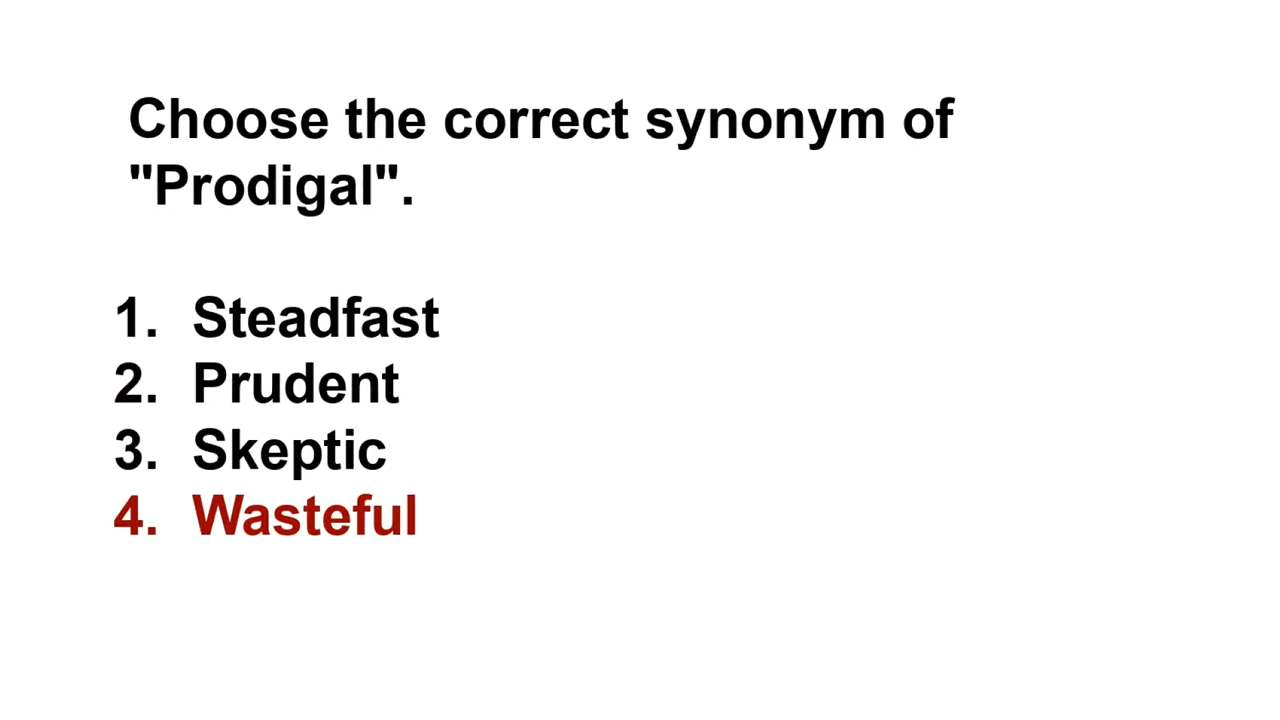 Choose the correct synonym of
"Prodigal".
1. Steadfast
2. Prudent
3. Skeptic
4. Wasteful